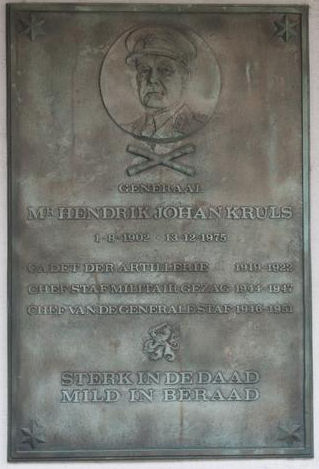 GENERAAL
MR HENDRIK JOHAN KRULS
1-8-1902 - 13-12-1975
CADET DER ARTILLERIE 1919-1922
CHEF STAF MILITAIR GEZAG 1944-1947
CHEF VAN DE GENERALE STAF 1946-1951
STERK IN DE DAAD
MILD IN BERAAD